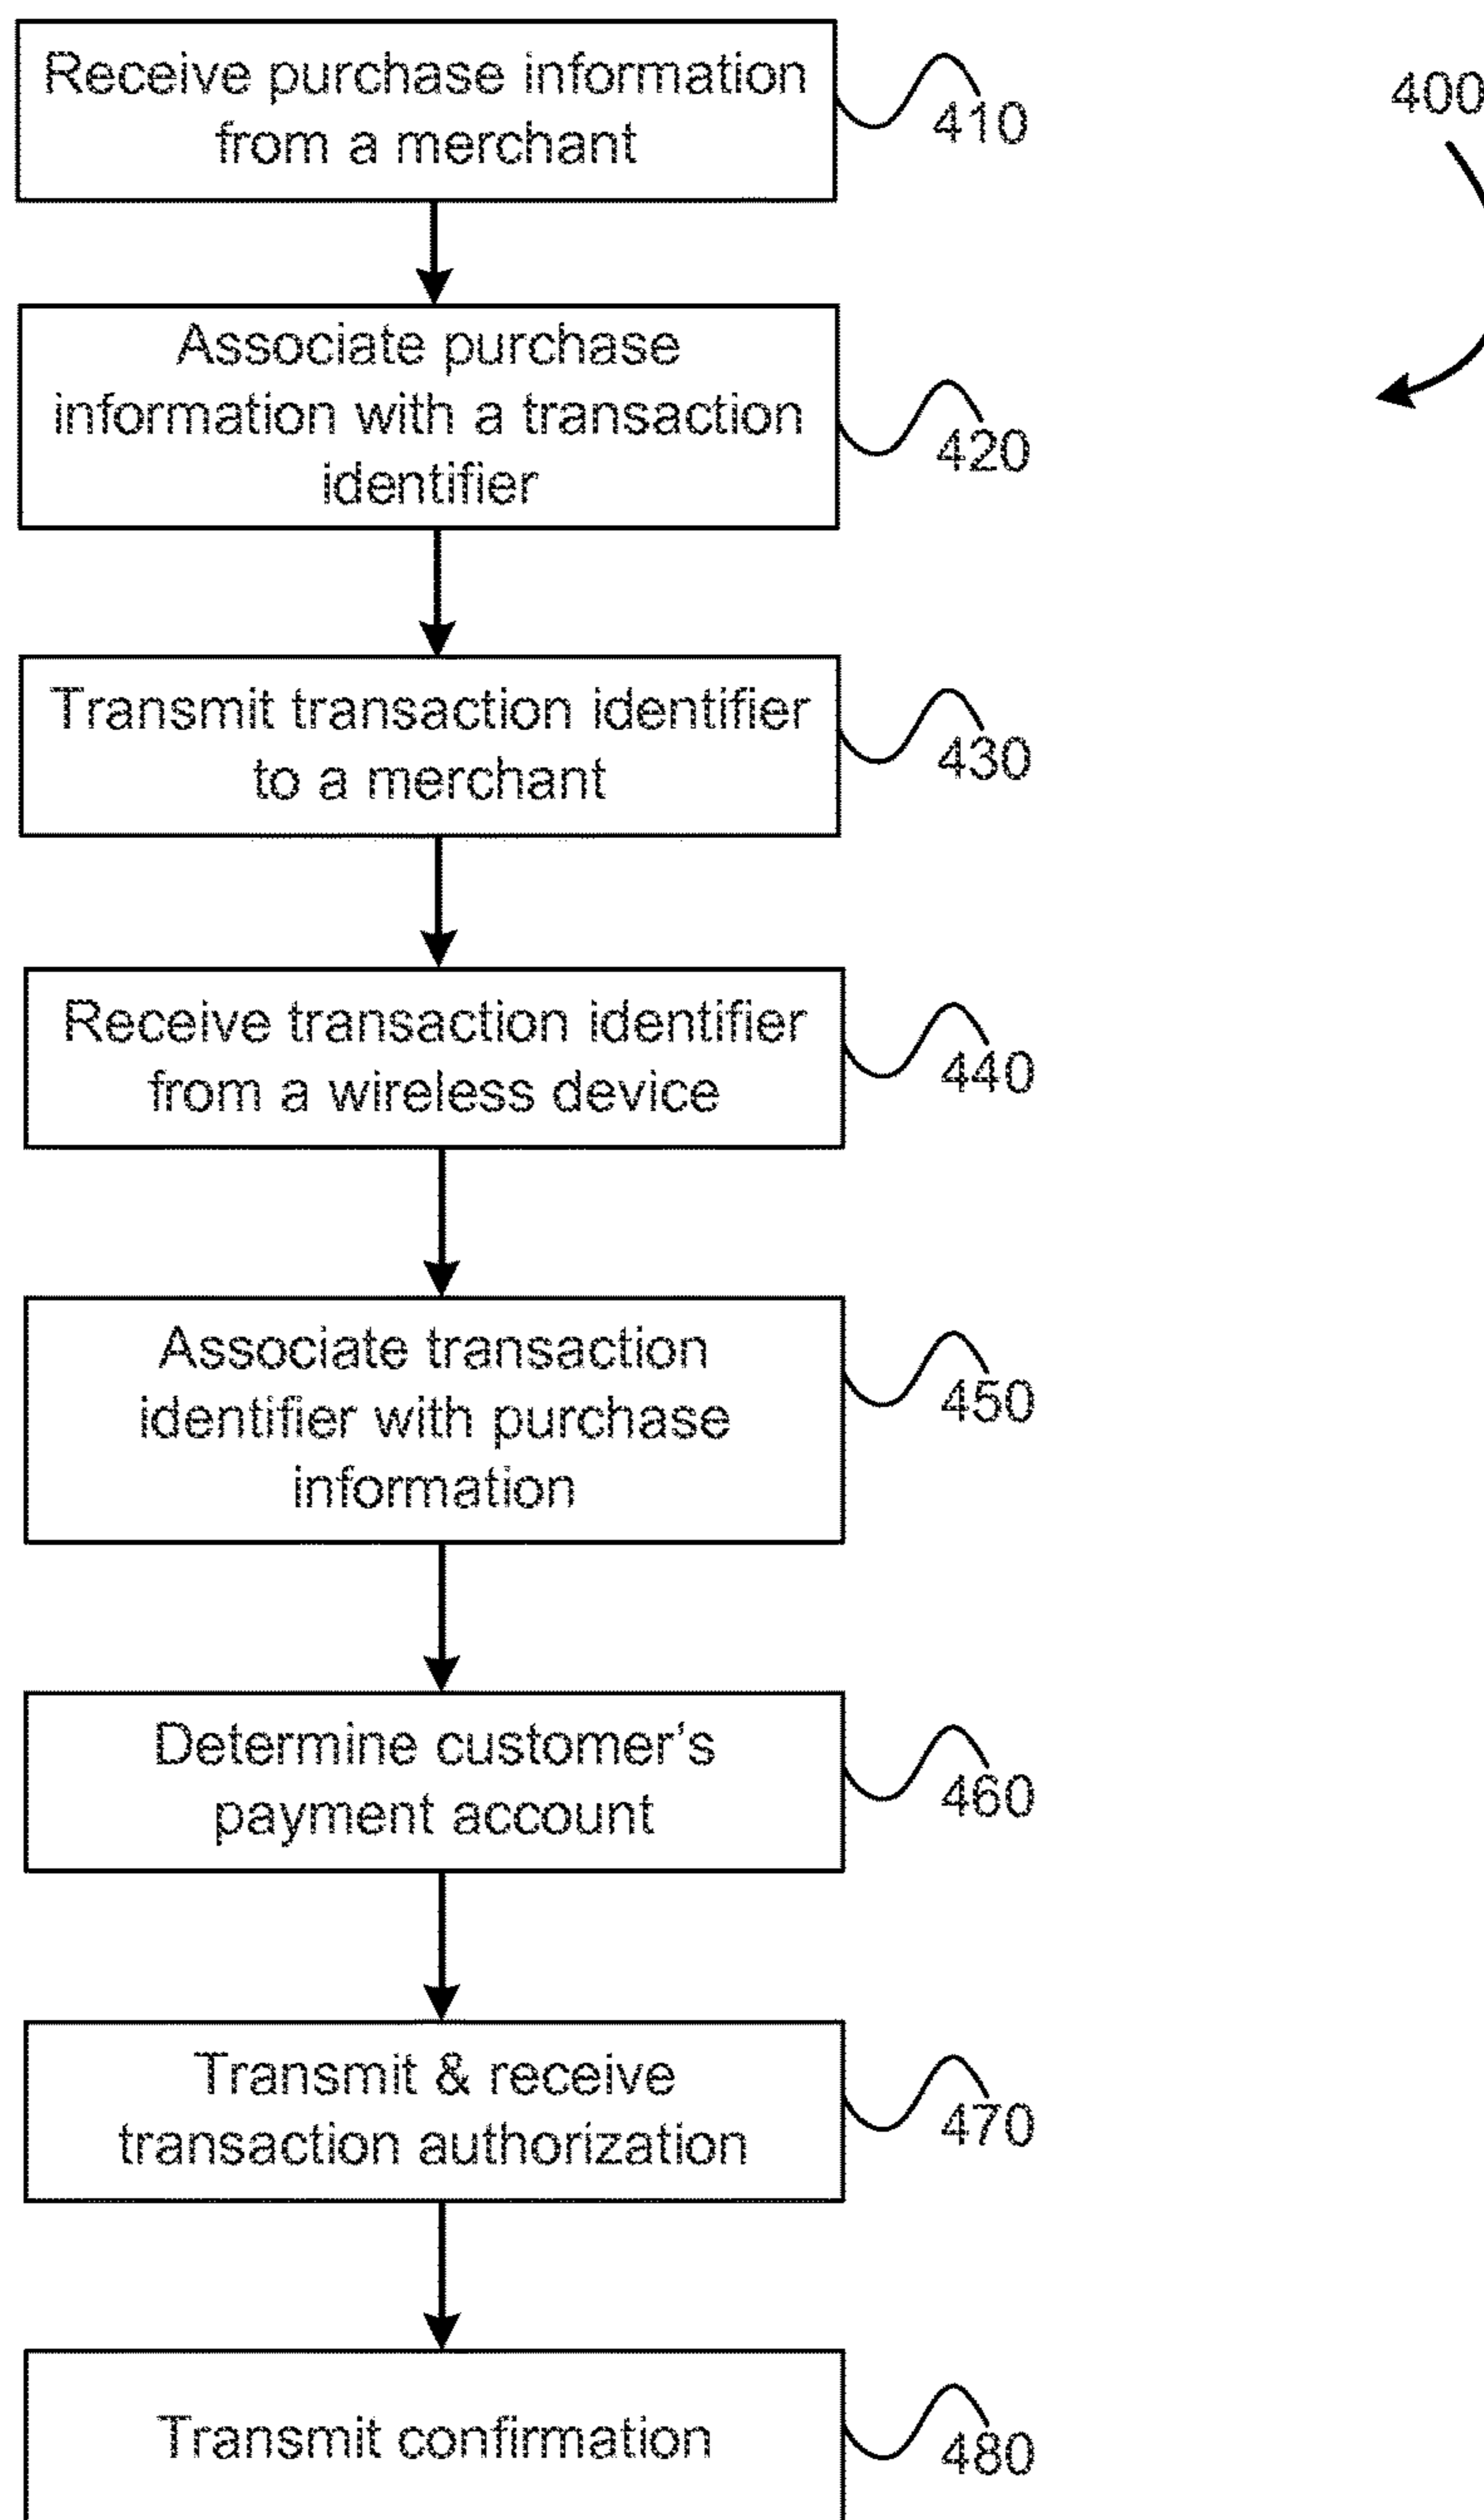 Receive purchase information
from a merchant
410
400
Associate purchase
information with a transaction
identifier
420
Transmit transaction identifier
to a merchant
430
Receive transaction identifier
from a wireless device
440
Associate transaction
identifier with purchase
information
450
Determine customer's
payment account
460
Transmit & receive
transaction authorization
470
Transmit confirmation
480